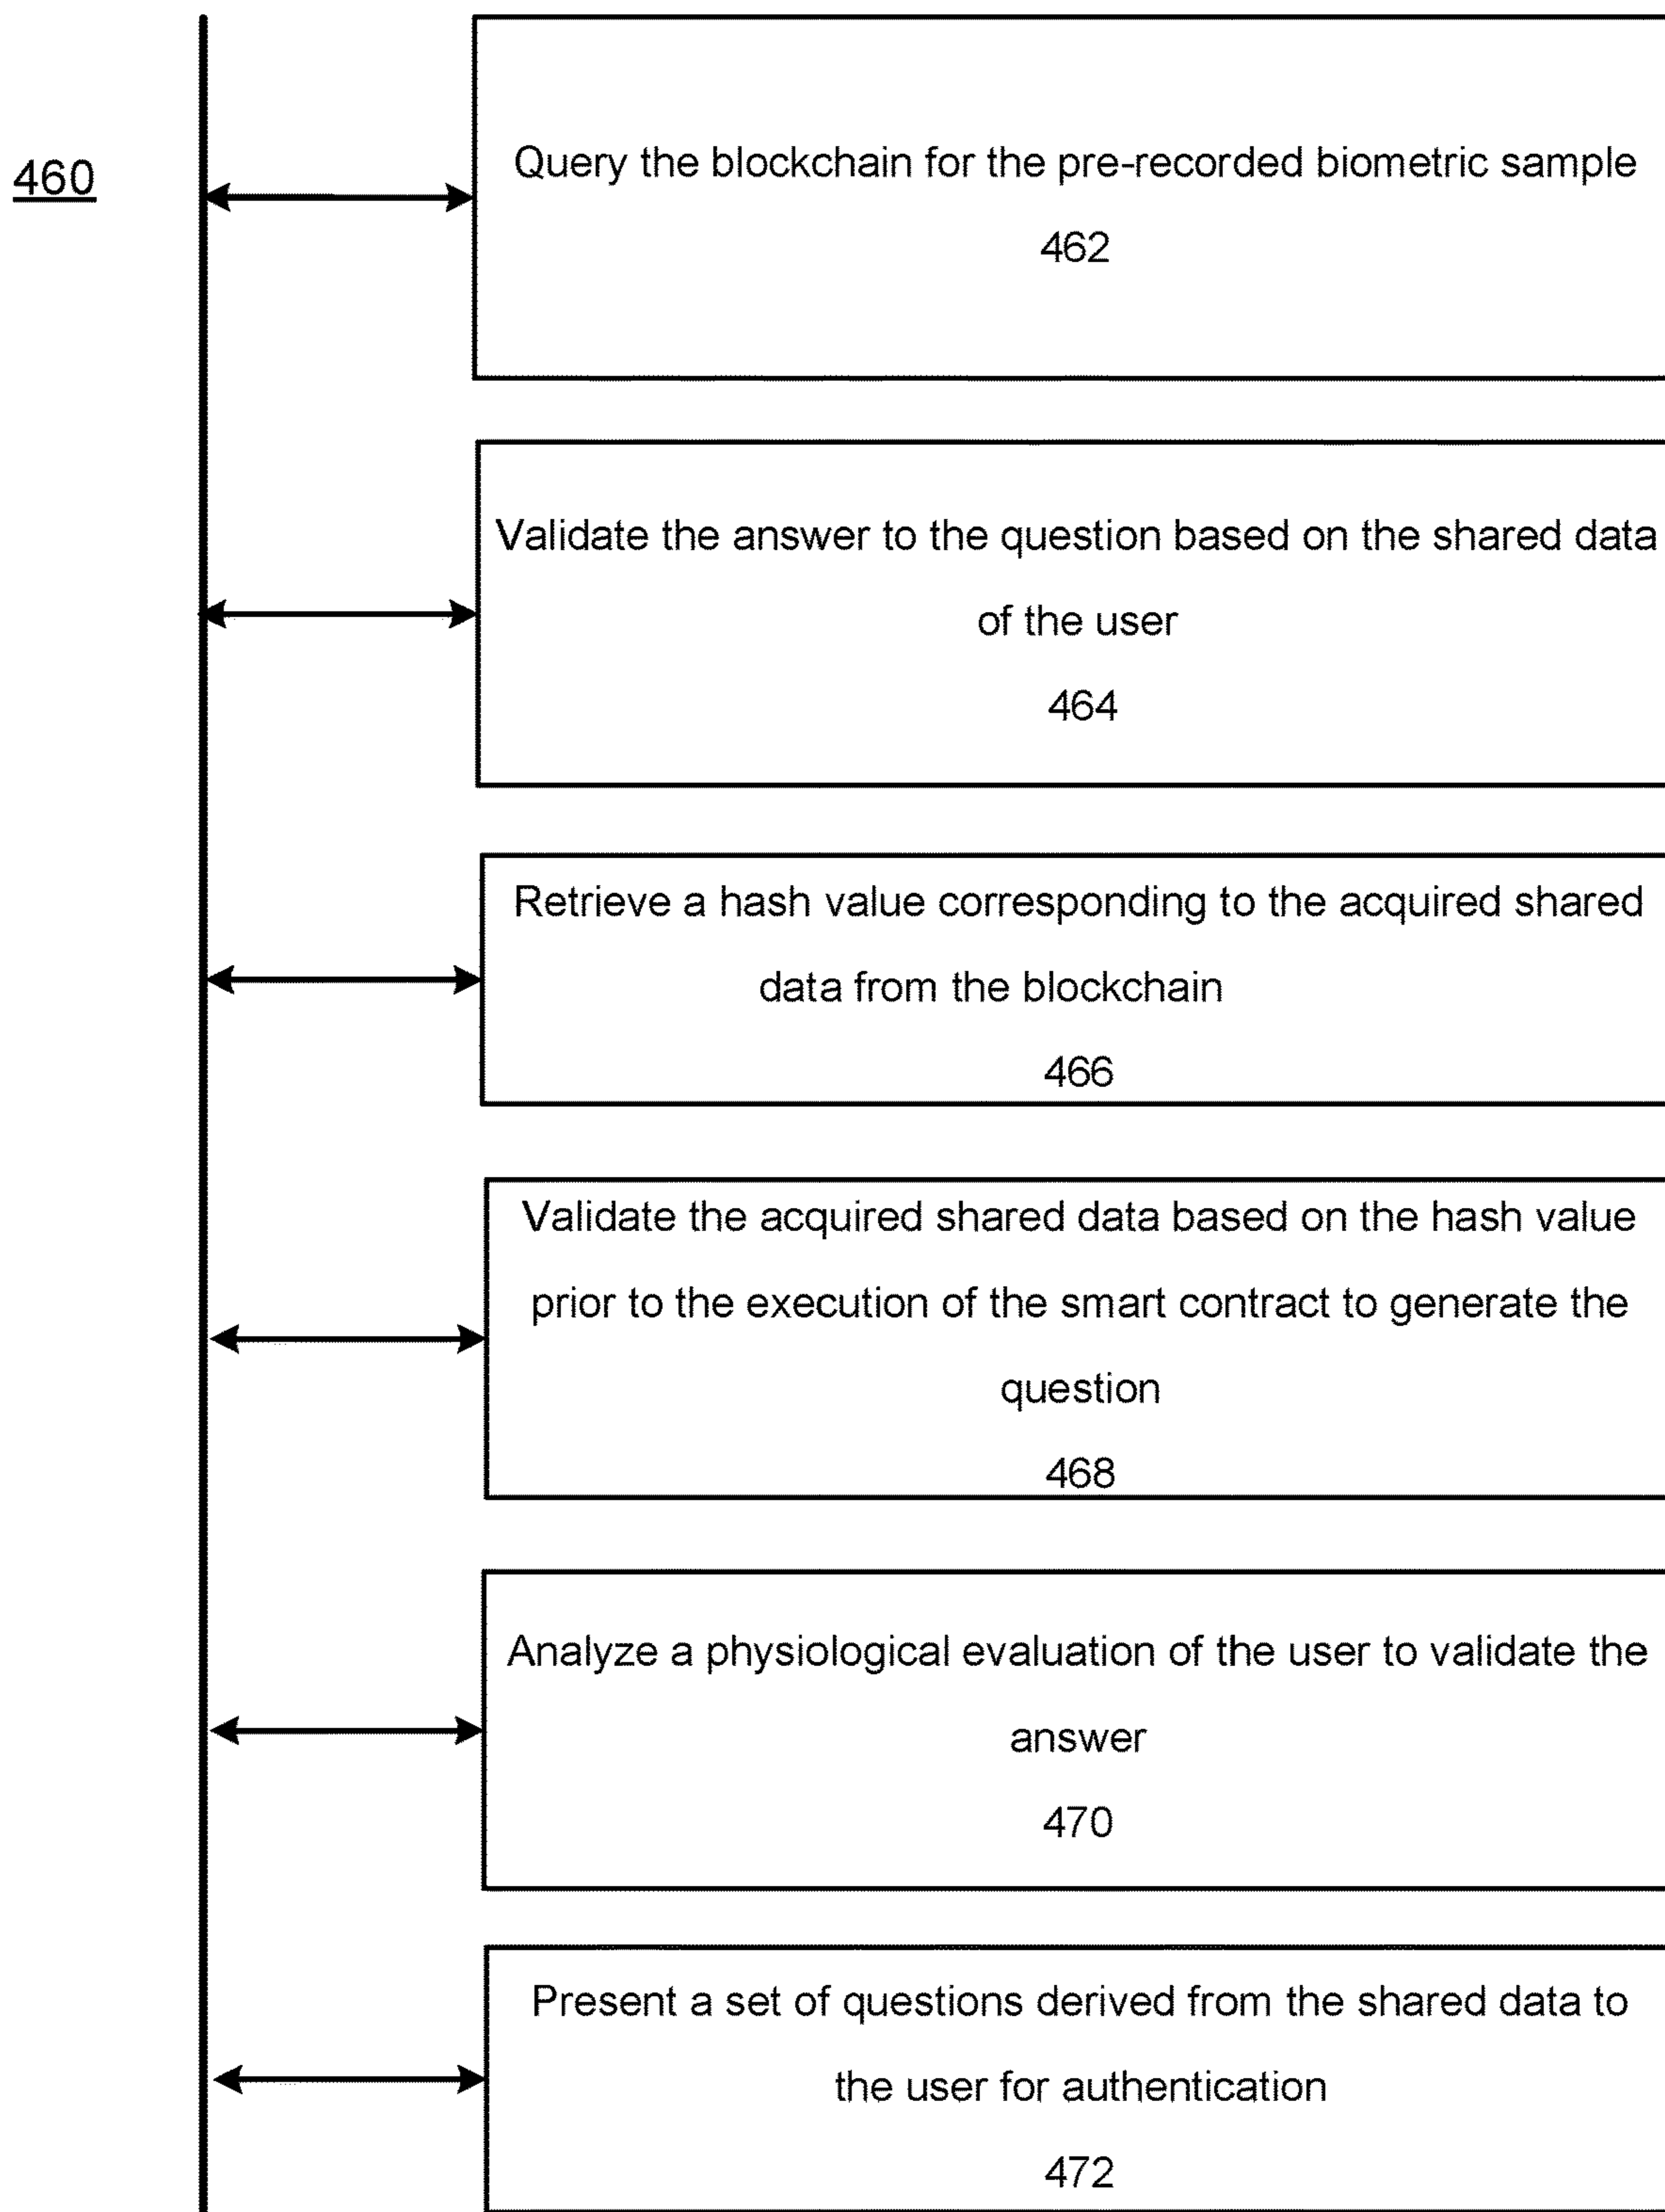 460
Query the blockchain for the pre-recorded biometric sample
462
Validate the answer to the question based on the shared data
of the user
464
Retrieve a hash value corresponding to the acquired shared
data from the blockchain
466
Validate the acquired shared data based on the hash value
prior to the execution of the smart contract to generate the
question
468
Analyze a physiological evaluation of the user to validate the
answer
470
Present a set of questions derived from the shared data to
the user for authentication
472